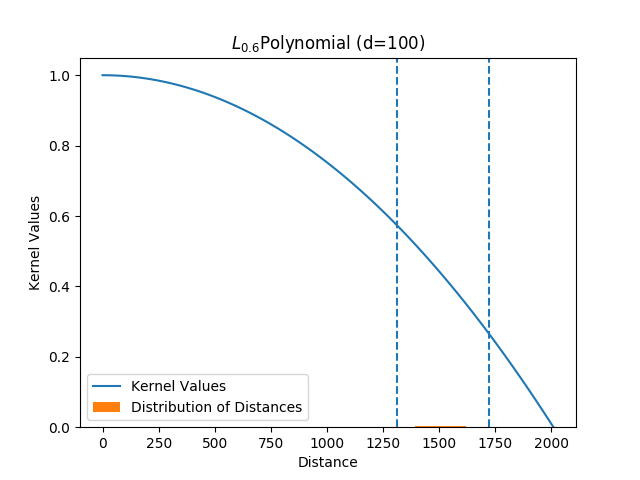 L0.6Polynomial (d=100)
1.0
0.8
0.6
0.4
0.2
0.0
Kernel Values
Kernel Values
Distribution of Distances
0 250 500 750 1000 1250 1500 1750 2000
Distance